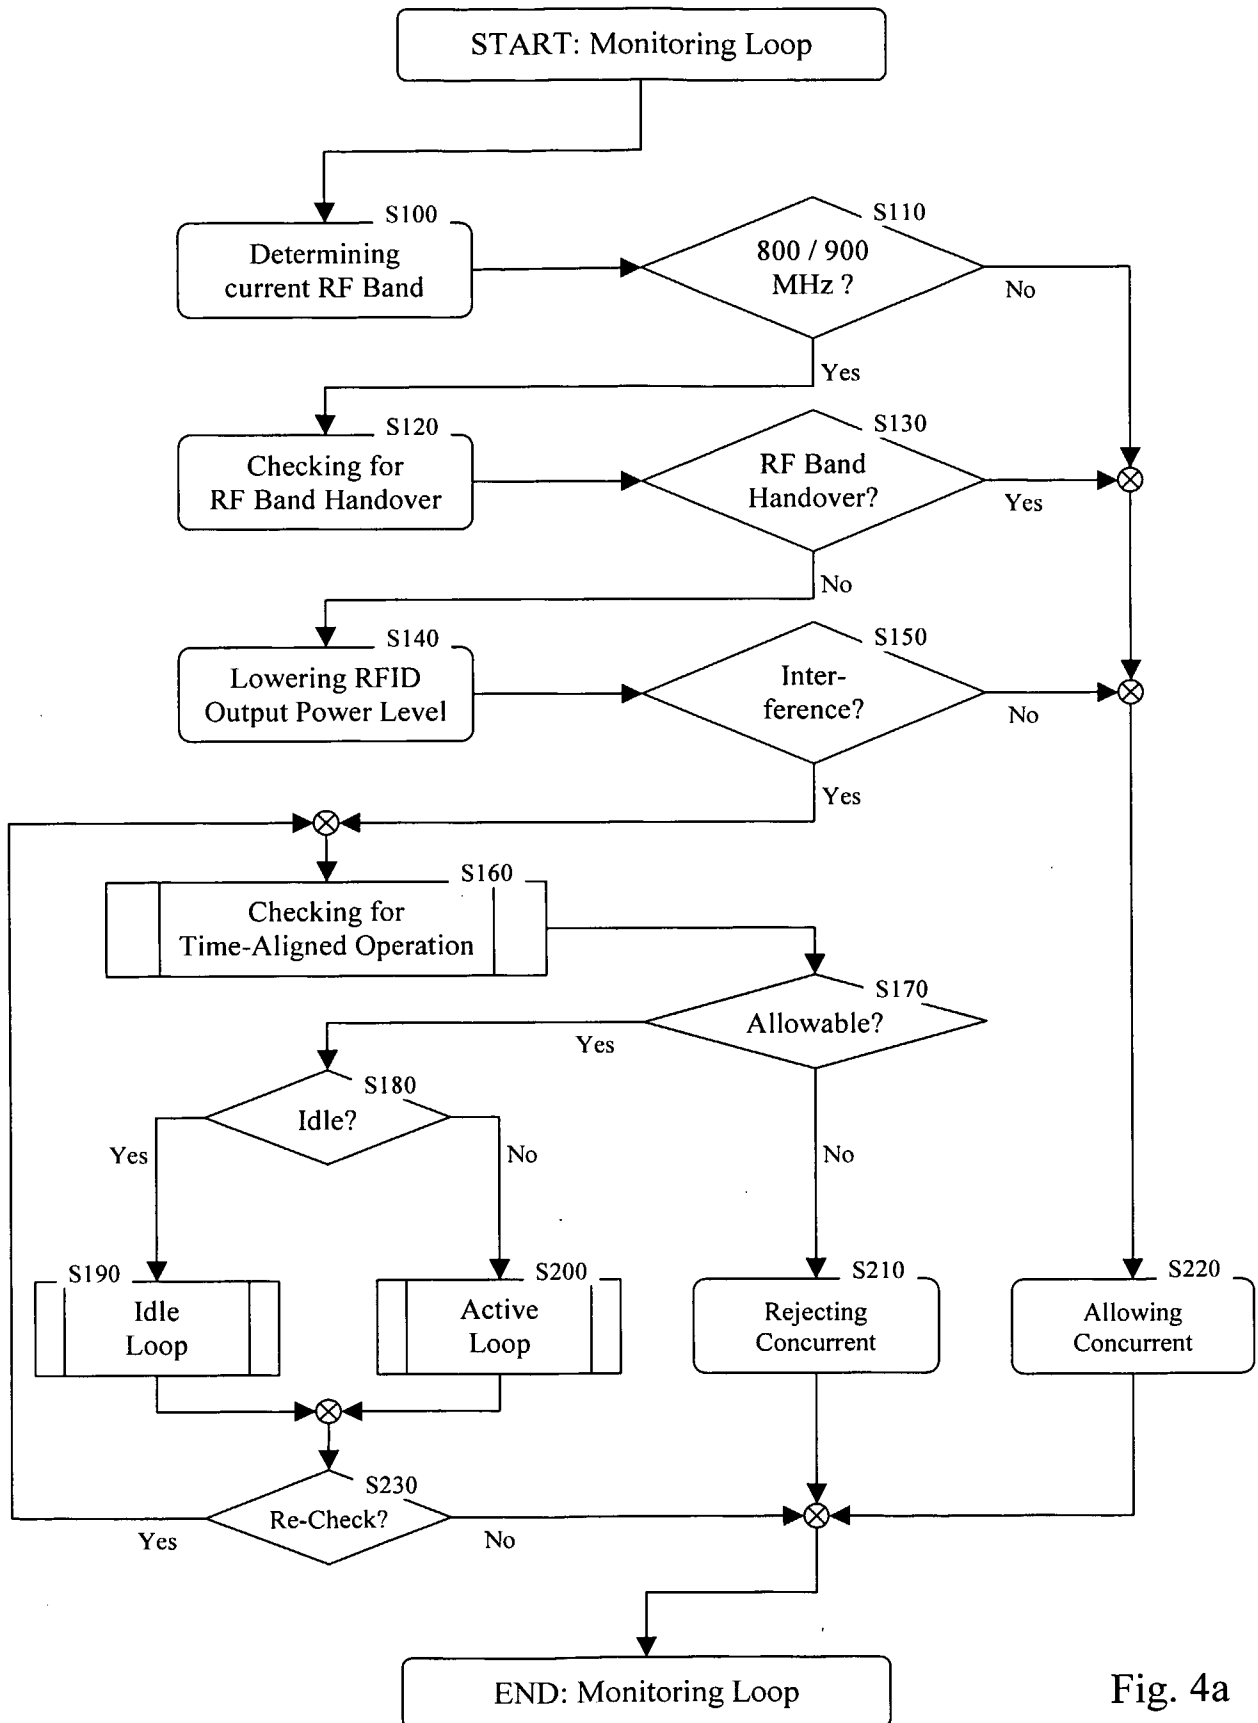 START: Monitoring Loop
S100
Determining
current RF Band
S110
800 / 900
MHz ?
No
Yes
S120
Checking for
RF Band Handover
S130
RF Band
Handover?
Yes
No
S140
Lowering RFID
Output Power Level
S150
Inter-
ference?
No
Yes
S160
Checking for
Time-Aligned Operation
S170
Allowable?
Yes
S180
Idle?
Yes
No
No
S190
Idle
Loop
S200
Active
Loop
S210
Rejecting
Concurrent
S220
Allowing
Concurrent
S230
Re-Check?
Yes
No
END: Monitoring Loop
Fig. 4a